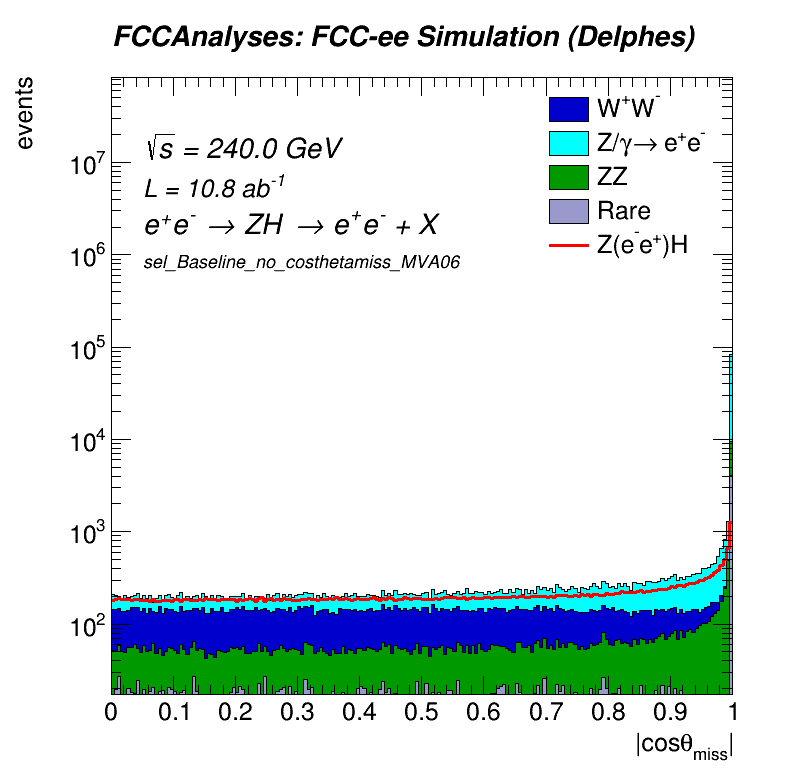 FCCAnalyses: FCC-ee Simulation (Delphes)
events
√s = 240.0 GeV
L = 10.8 ab⁻¹
e⁺e⁻ → ZH → e⁺e⁻ + X
sel_Baseline_no_costhetamiss_MVA06
W⁺W⁻
Z/γ→ e⁺e⁻
ZZ
Rare
Z(e⁻e⁺)H
10⁷
10⁶
10⁵
10⁴
10³
10²
0 0.1 0.2 0.3 0.4 0.5 0.6 0.7 0.8 0.9 1
|cosθ_miss|